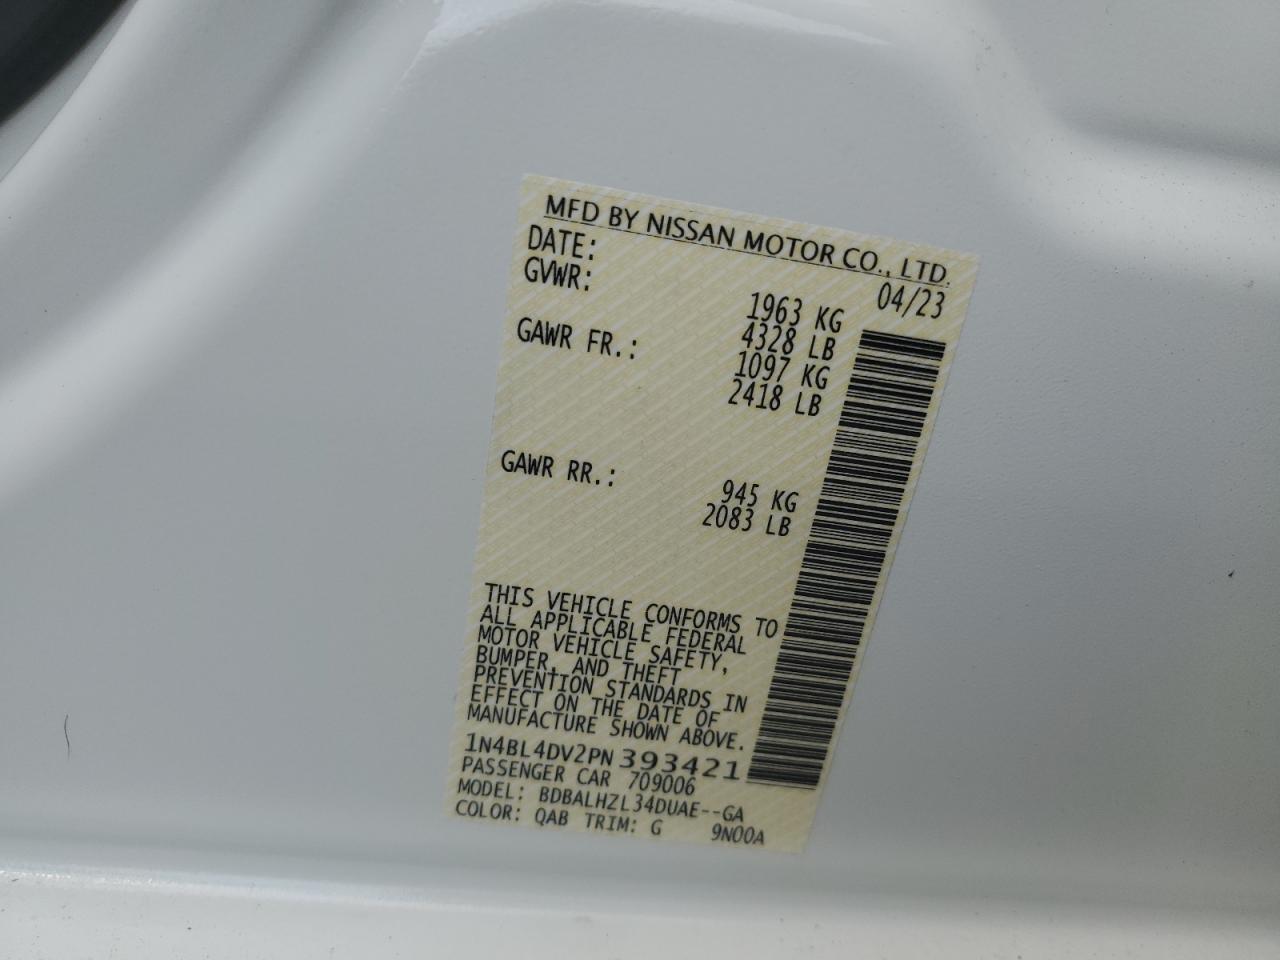 MFD BY NISSAN MOTOR CO., LTD.
DATE: 04/23
GVWR: 1963 KG
4328 LB
GAWR FR.: 1097 KG
2418 LB
GAWR RR.: 945 KG
2083 LB
THIS VEHICLE CONFORMS TO
ALL APPLICABLE FEDERAL
MOTOR VEHICLE SAFETY,
BUMPER, AND THEFT
PREVENTION STANDARDS IN
EFFECT ON THE DATE OF
MANUFACTURE SHOWN ABOVE.
1N4BL4DV2PN393421
PASSENGER CAR 709006
MODEL: BDBALHZL34DUAE--GA
COLOR: QAB TRIM: G 9N00A